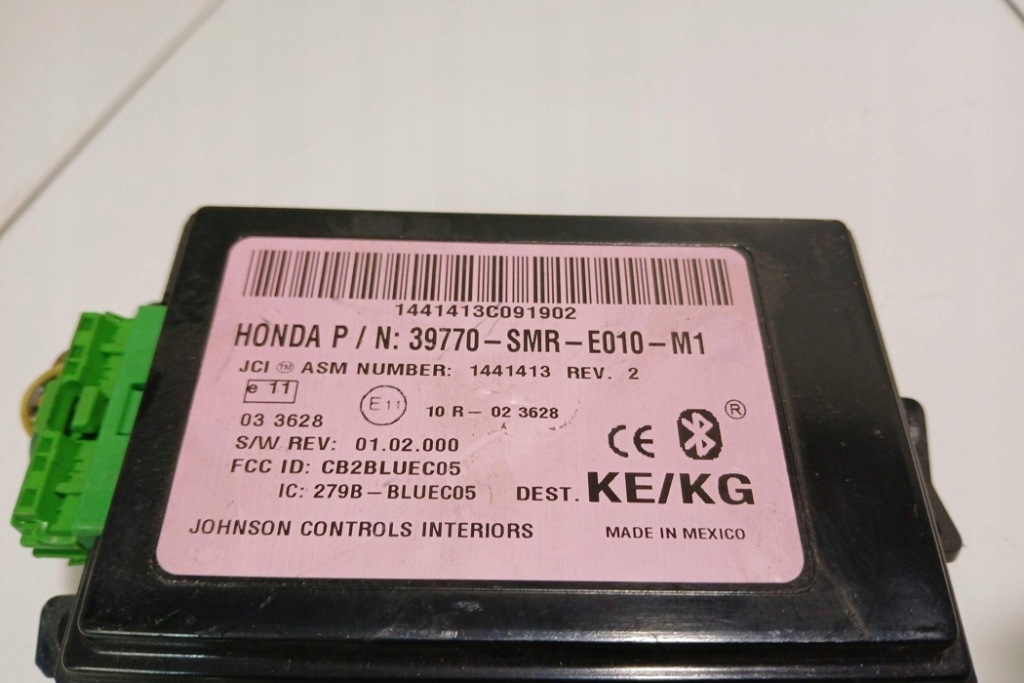 1441413C091902
HONDA P / N: 39770-SMR-E010-M1
JCI ™ ASM NUMBER: 1441413 REV. 2
e 11
E11 10 R - 02 3628
03 3628
®
S/W REV: 01.02.000
CE
FCC ID: CB2BLUEC05
IC: 279B-BLUEC05 DEST. KE/KG
JOHNSON CONTROLS INTERIORS MADE IN MEXICO